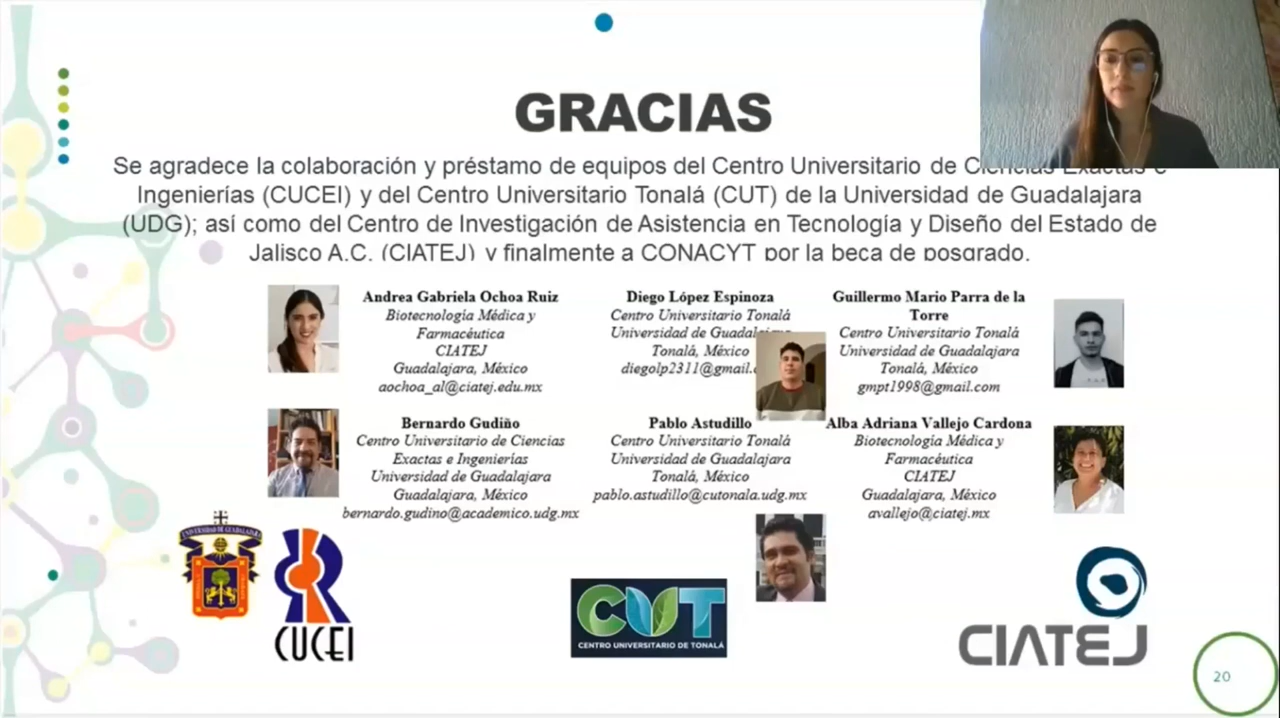 GRACIAS
Se agradece la colaboración y préstamo de equipos del Centro Universitario de Ciencias Exactas e
Ingenierías (CUCEI) y del Centro Universitario Tonalá (CUT) de la Universidad de Guadalajara
(UDG); así como del Centro de Investigación de Asistencia en Tecnología y Diseño del Estado de
Jalisco A.C. (CIATEJ) y finalmente a CONACYT por la beca de posgrado.
Andrea Gabriela Ochoa Ruiz
Biotecnología Médica y
Farmacéutica
CIATEJ
Guadalajara, México
aochoa_al@ciatej.edu.mx
Diego López Espinoza
Centro Universitario Tonalá
Universidad de Guadalajara
Tonalá, México
diegolp2311@gmail.
Guillermo Mario Parra de la
Torre
Centro Universitario Tonalá
Universidad de Guadalajara
Tonalá, México
gmpt1998@gmail.com
Bernardo Gudiño
Centro Universitario de Ciencias
Exactas e Ingenierías
Universidad de Guadalajara
Guadalajara, México
bernardo.gudino@academico.udg.mx
Pablo Astudillo
Centro Universitario Tonalá
Universidad de Guadalajara
Tonalá, México
pablo.astudillo@cutonala.udg.mx
Alba Adriana Vallejo Cardona
Biotecnología Médica y
Farmacéutica
CIATEJ
Guadalajara, México
avallejo@ciatej.mx
UNIVERSIDAD DE GUADALAJARA
CUCEI
CUT
CENTRO UNIVERSITARIO DE TONALÁ
CIATEJ
20